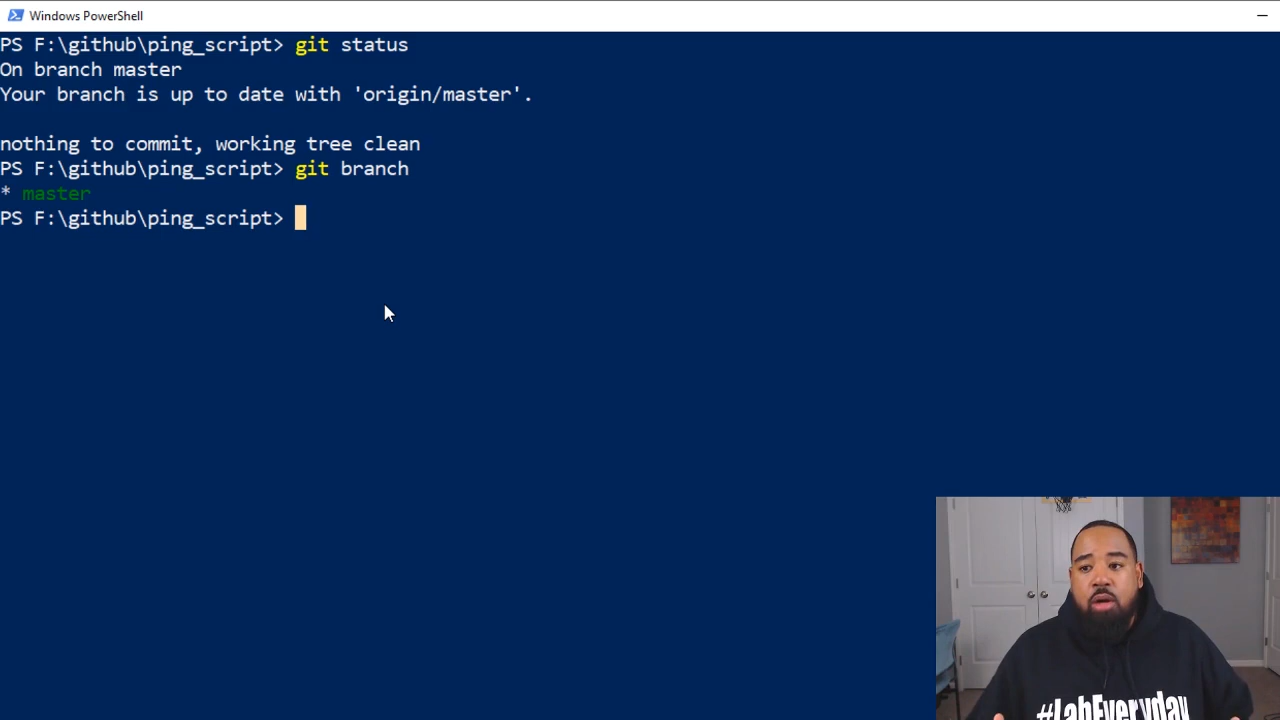 Windows PowerShell
PS F:\github\ping_script> git status
On branch master
Your branch is up to date with 'origin/master'.
nothing to commit, working tree clean
PS F:\github\ping_script> git branch
* master
PS F:\github\ping_script>
#LabEveryday